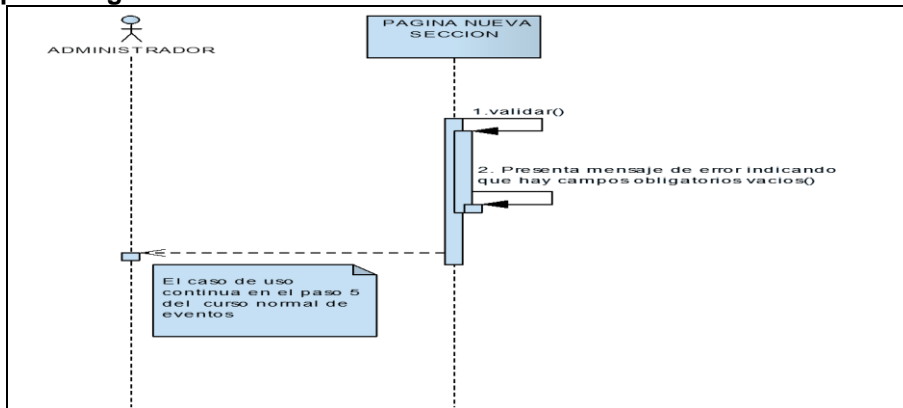 PAGINA NUEVA
SECCION
ADMINISTRADOR
1.validar()
2. Presenta mensaje de error indicando
que hay campos obligatorios vacios()
El caso de uso
continua en el paso 5
del curso normal de
eventos